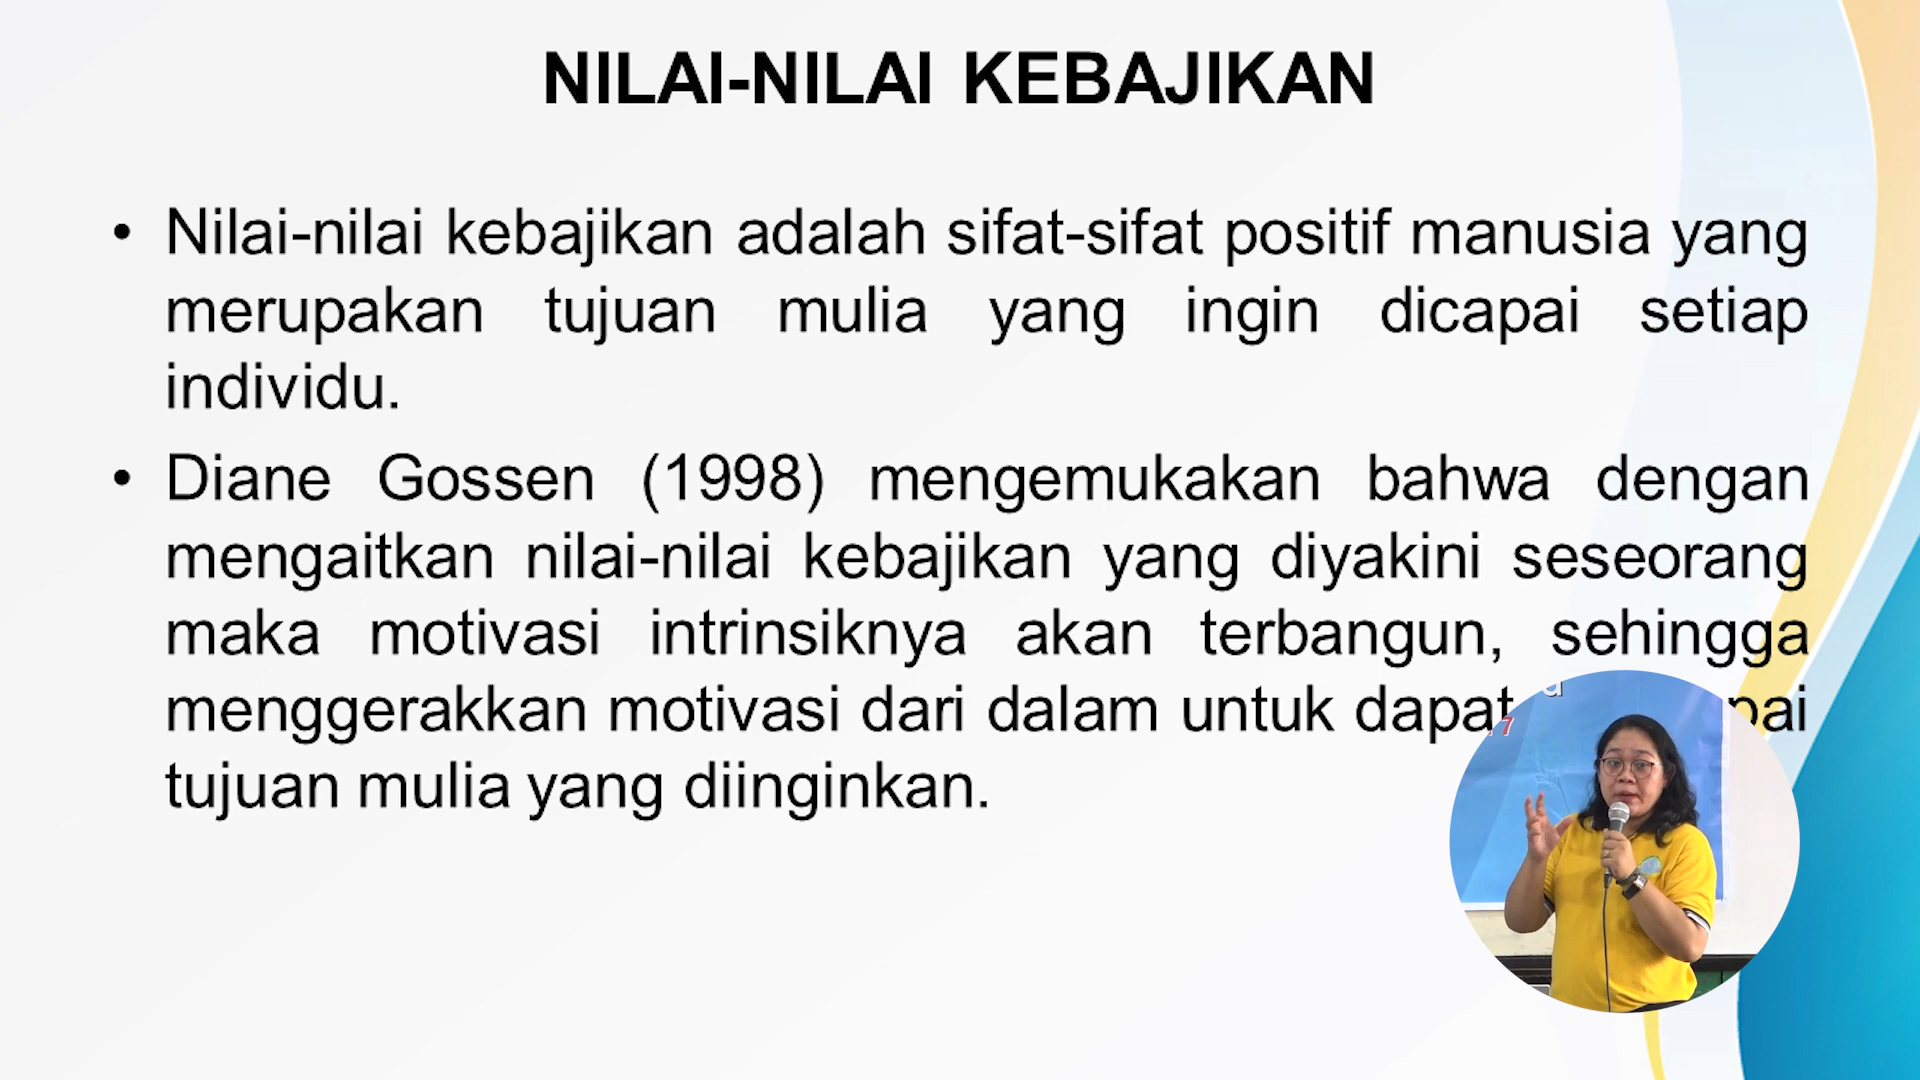 NILAI-NILAI KEBAJIKAN
• Nilai-nilai kebajikan adalah sifat-sifat positif manusia yang
merupakan tujuan mulia yang ingin dicapai setiap
individu.
• Diane Gossen (1998) mengemukakan bahwa dengan
mengaitkan nilai-nilai kebajikan yang diyakini seseorang
maka motivasi intrinsiknya akan terbangun, sehingga
menggerakkan motivasi dari dalam untuk dapat
tujuan mulia yang diinginkan.